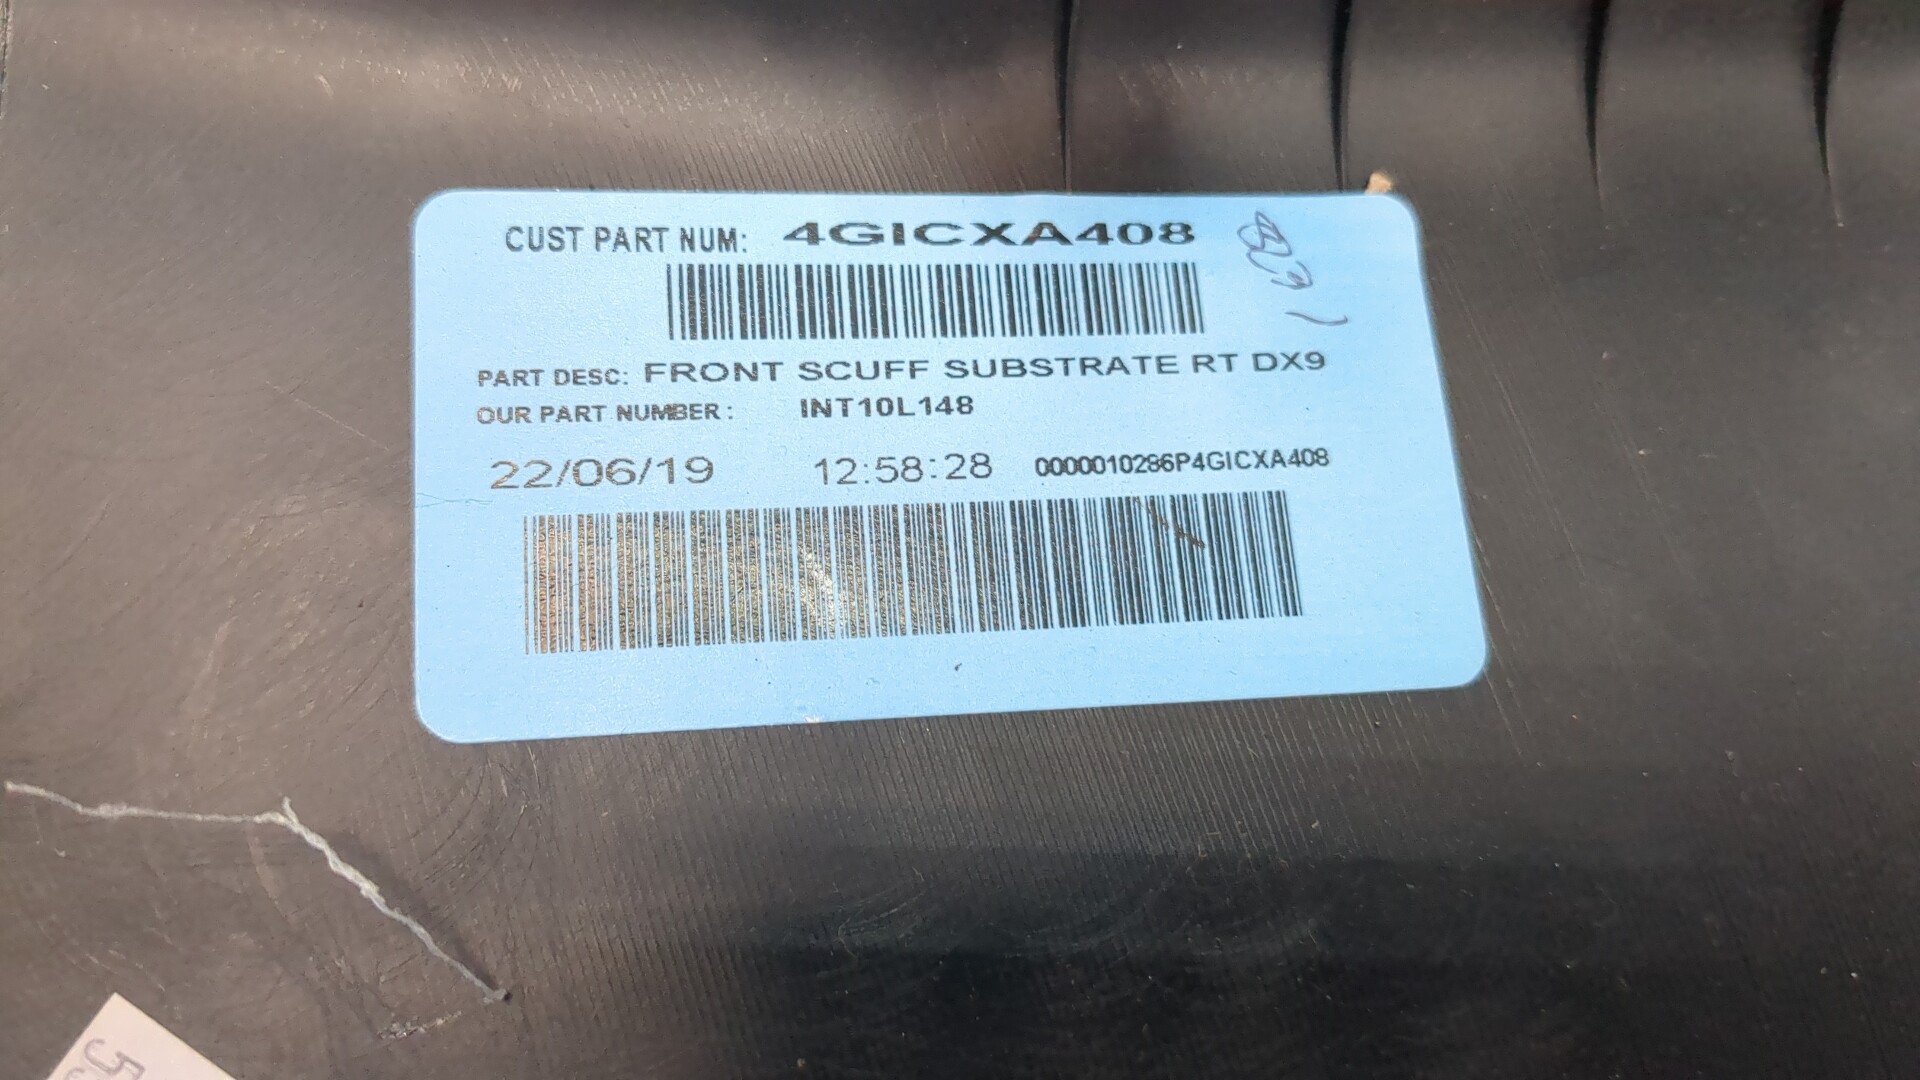 CUST PART NUM: 4GICXA408
PART DESC: FRONT SCUFF SUBSTRATE RT DX9
OUR PART NUMBER: INT10L148
22/06/19 12:58:28 0000010286P4GICXA408